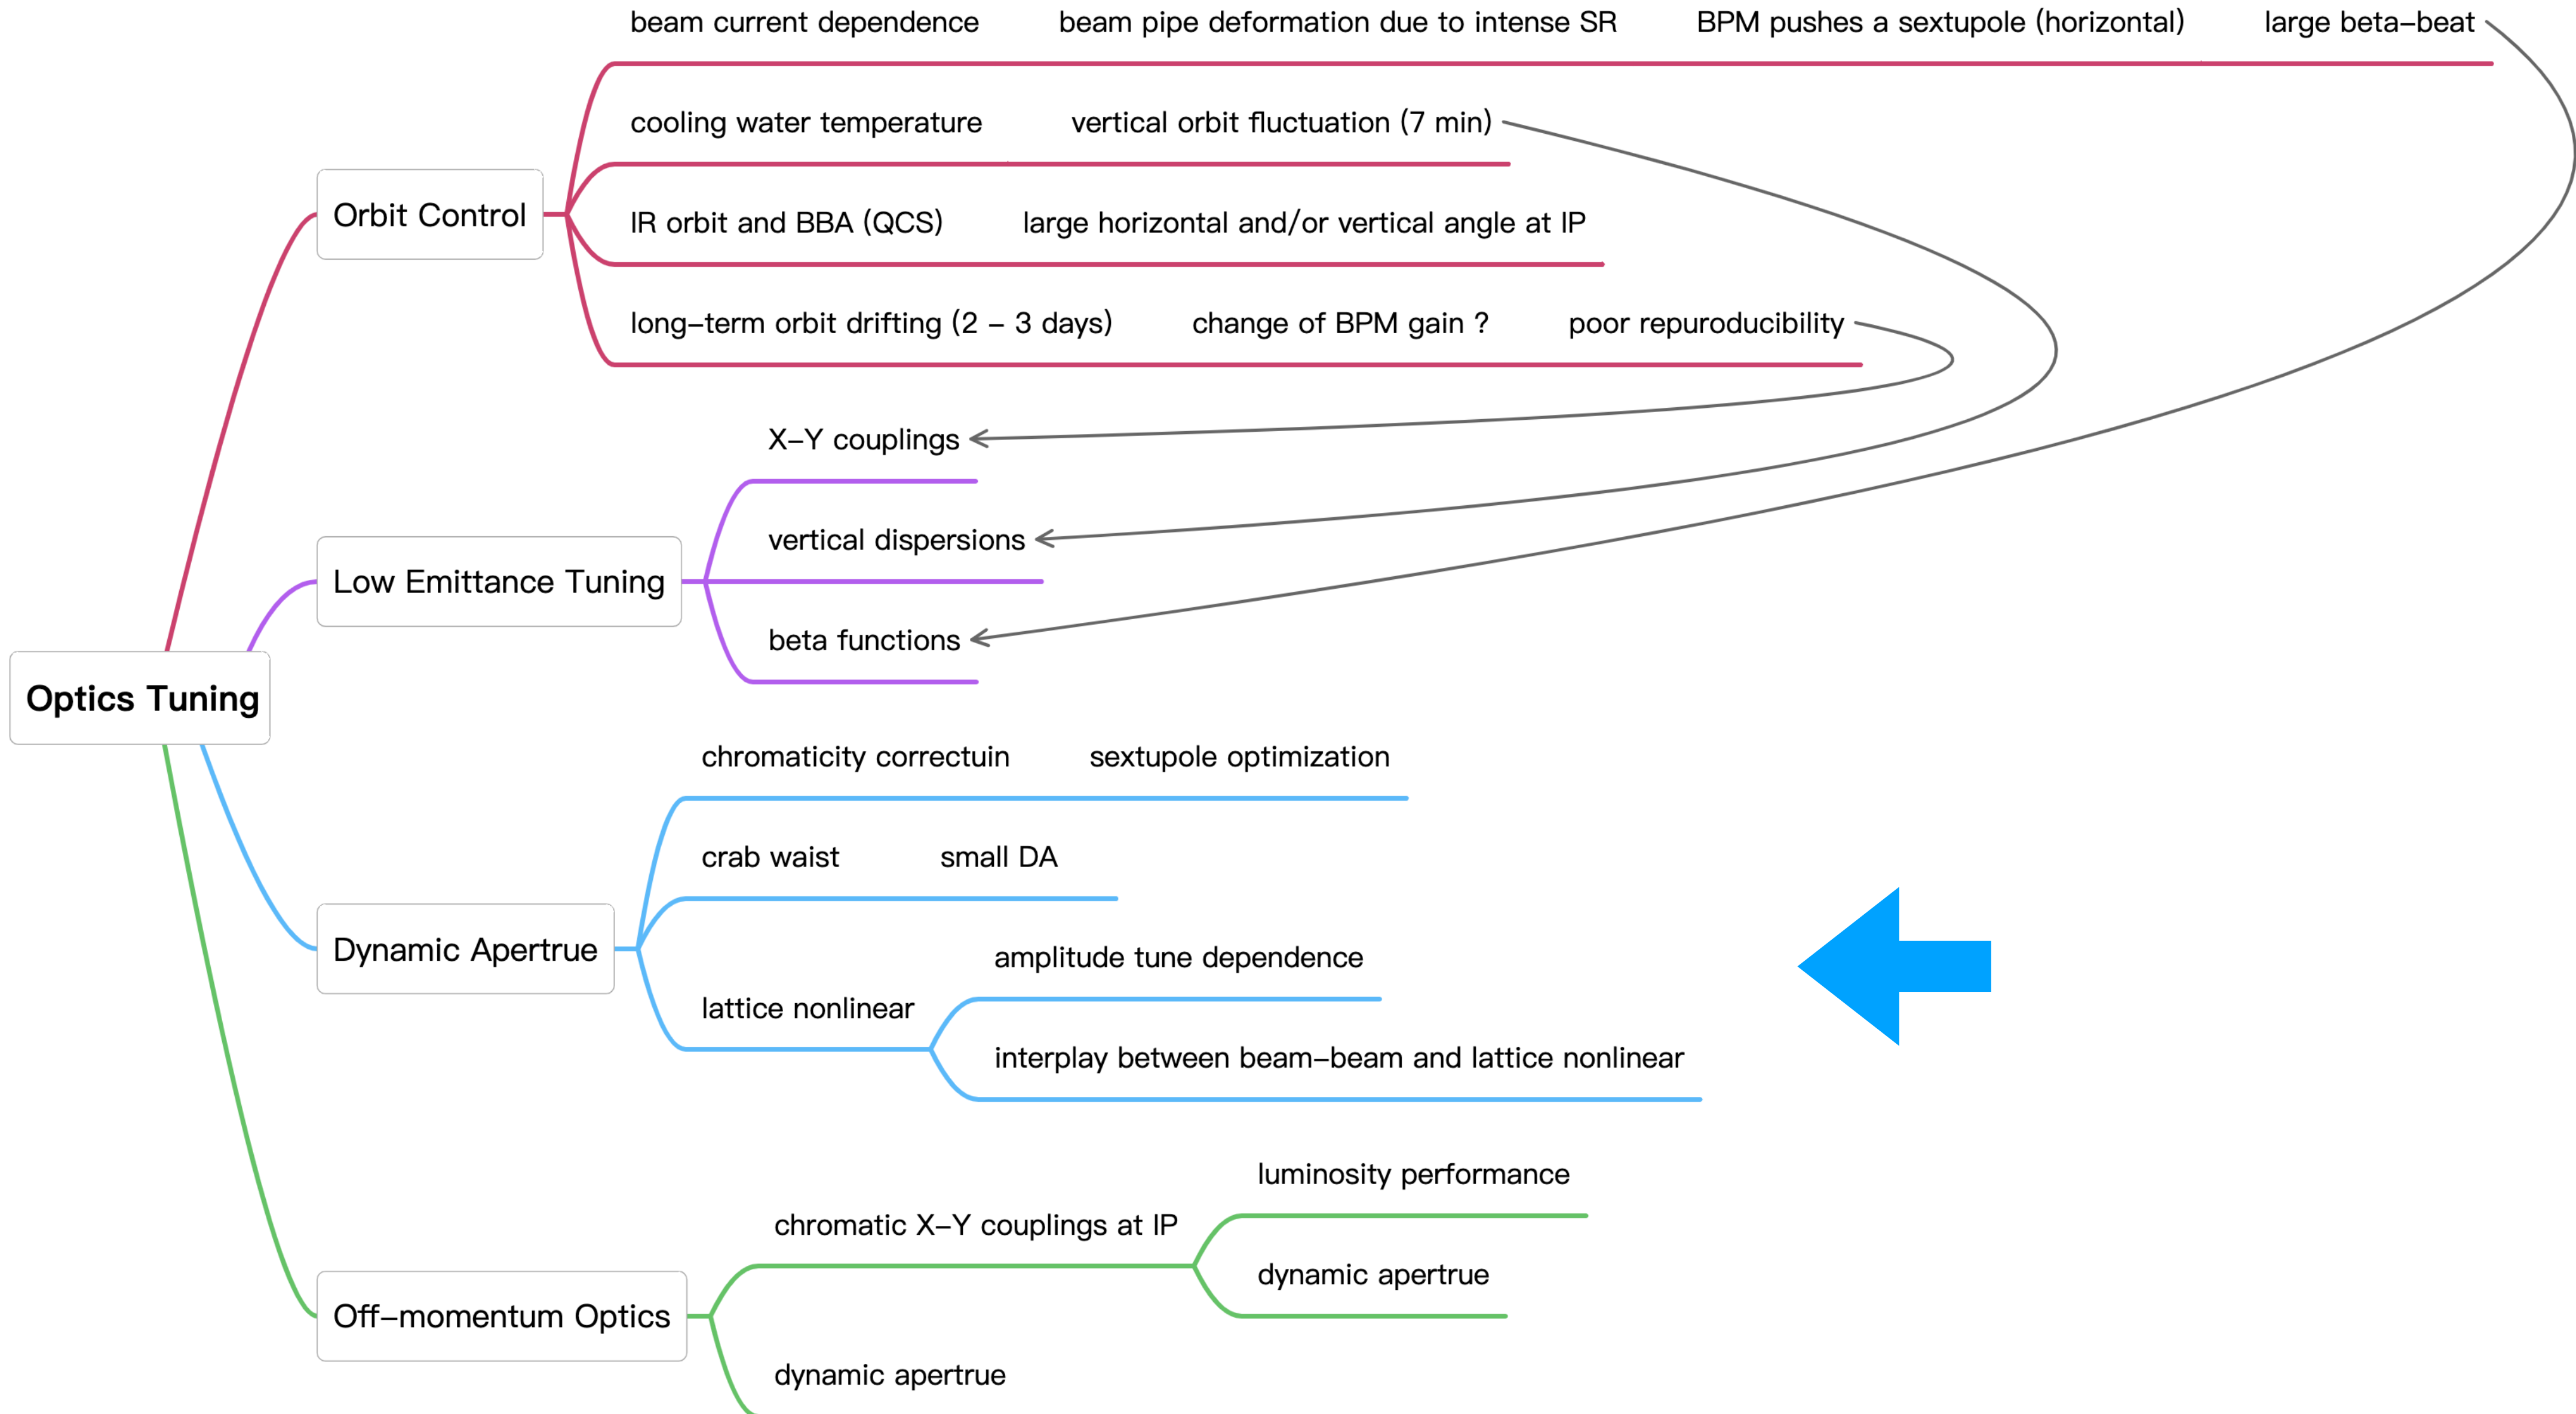 beam current dependence beam pipe deformation due to intense SR BPM pushes a sextupole (horizontal) large beta-beat
cooling water temperature vertical orbit fluctuation (7 min)
Orbit Control
IR orbit and BBA (QCS) large horizontal and/or vertical angle at IP
long-term orbit drifting (2 - 3 days) change of BPM gain ? poor repuroducibility
X-Y couplings
vertical dispersions
Low Emittance Tuning
beta functions
Optics Tuning
chromaticity correctuin sextupole optimization
crab waist small DA
Dynamic Apertrue
amplitude tune dependence
lattice nonlinear
interplay between beam-beam and lattice nonlinear
luminosity performance
chromatic X-Y couplings at IP
dynamic apertrue
Off-momentum Optics
dynamic apertrue